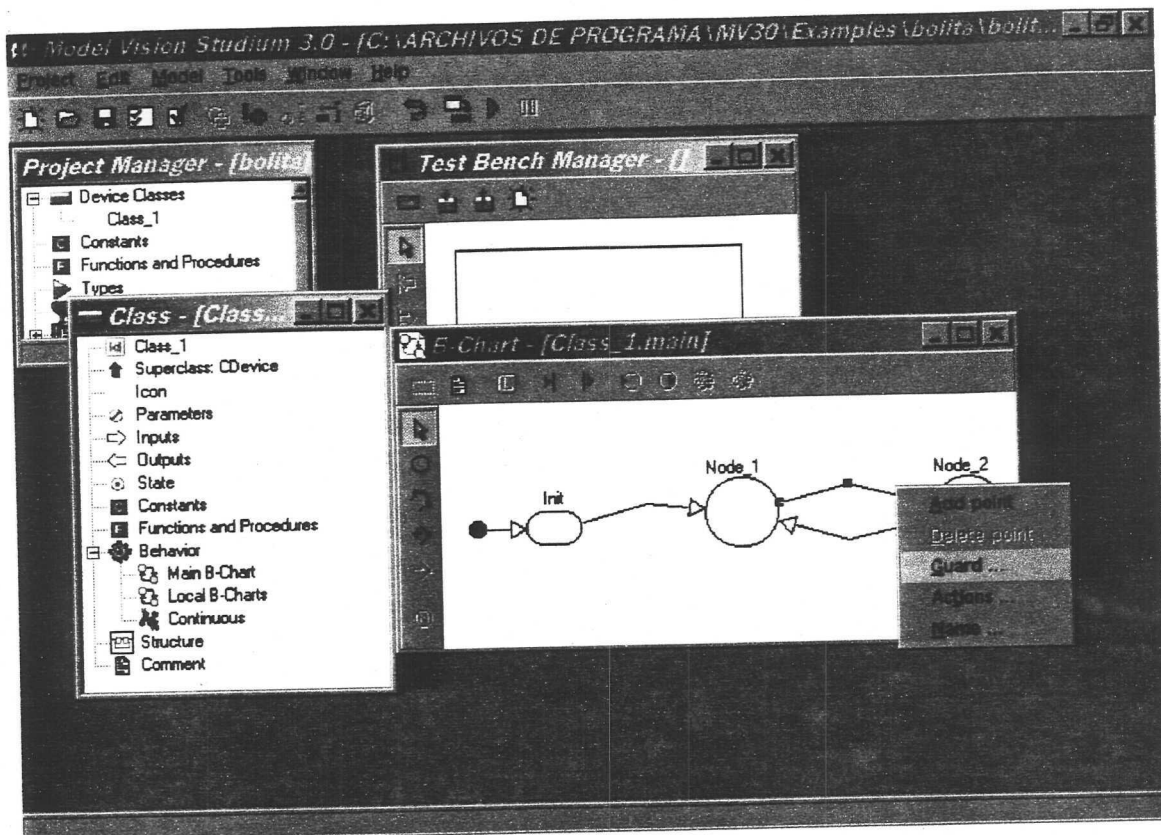 Model Vision Studium 3.0 - [C:\ARCHIVOS DE PROGRAMA\MV30\Examples\bolita\bolit...
Project Edit Model Tools Window Help
Project Manager - [bolita]
Device Classes
Class_1
Constants
Functions and Procedures
Types
Test Bench Manager - []
Class - [Class...
Class_1
Superclass: CDevice
Icon
Parameters
Inputs
Outputs
State
Constants
Functions and Procedures
Behavior
Main B-Chart
Local B-Charts
Continuous
Structure
Comment
B-Chart - [Class_1.main]
Init
Node_1
Node_2
Add point
Delete point
Guard ...
Actions ...
Name ...